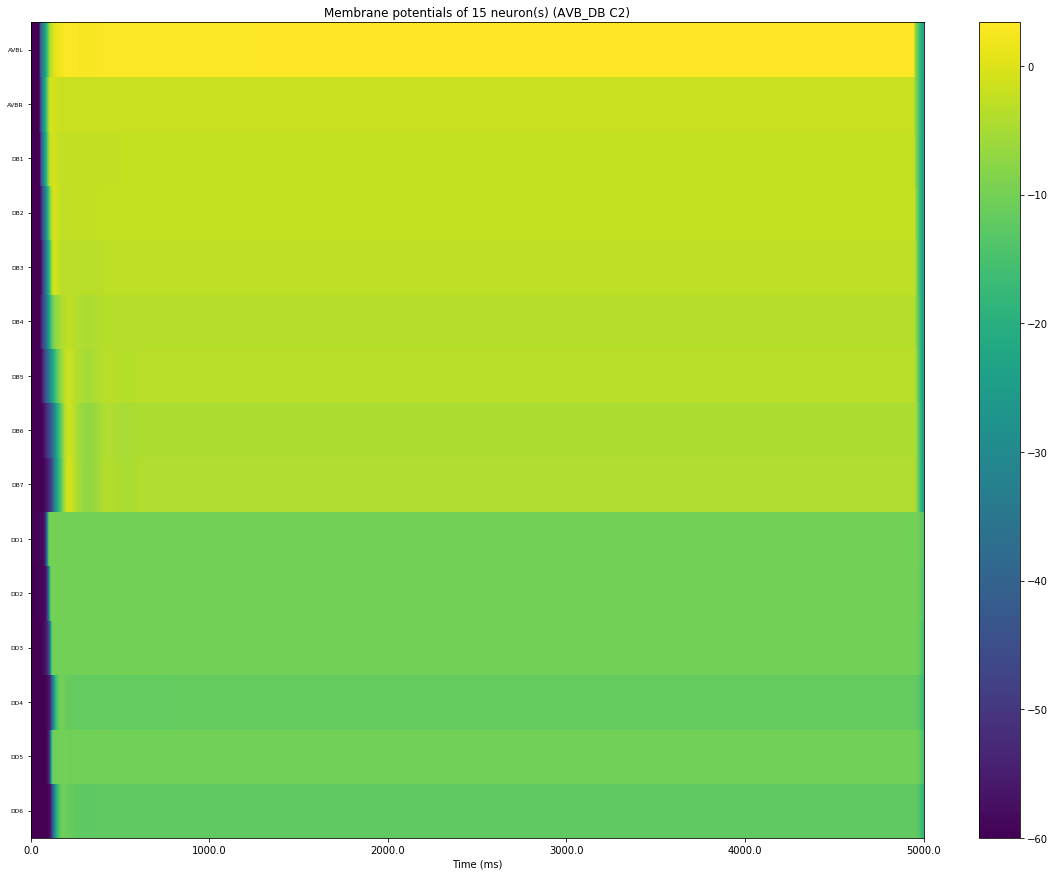 Membrane potentials of 15 neuron(s) (AVB_DB C2)
AVBL
AVBR
DB1
DB2
DB3
DB4
DB5
DB6
DB7
DD1
DD2
DD3
DD4
DD5
DD6
0.0 1000.0 2000.0 3000.0 4000.0 5000.0
Time (ms)
0
−10
−20
−30
−40
−50
−60